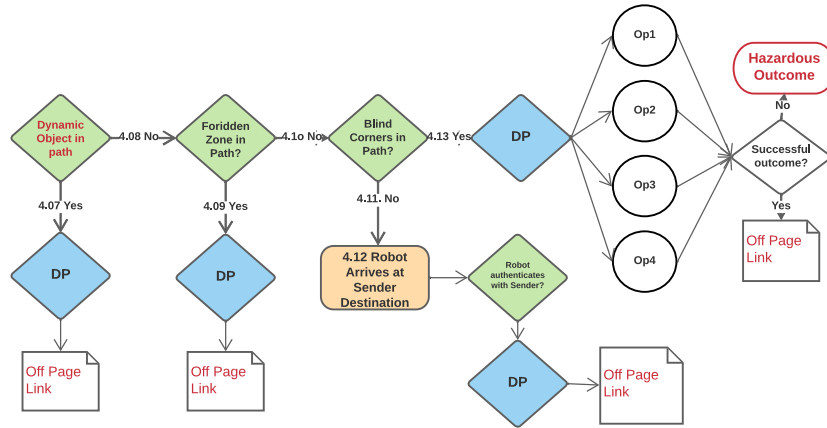 Op1
Hazardous
Outcome
No
Dynamic
Object in
path
4.08 No
Foridden
Zone in
Path?
4.1o No
Blind
Corners in
Path?
4.13 Yes
DP
Op2
Successful
outcome?
Op3
4.07 Yes
4.09 Yes
4.11. No
Yes
DP
DP
4.12 Robot
Arrives at
Sender
Destination
Robot
authenticates
with Sender?
Op4
Off Page
Link
Off Page
Link
Off Page
Link
DP
Off Page
Link